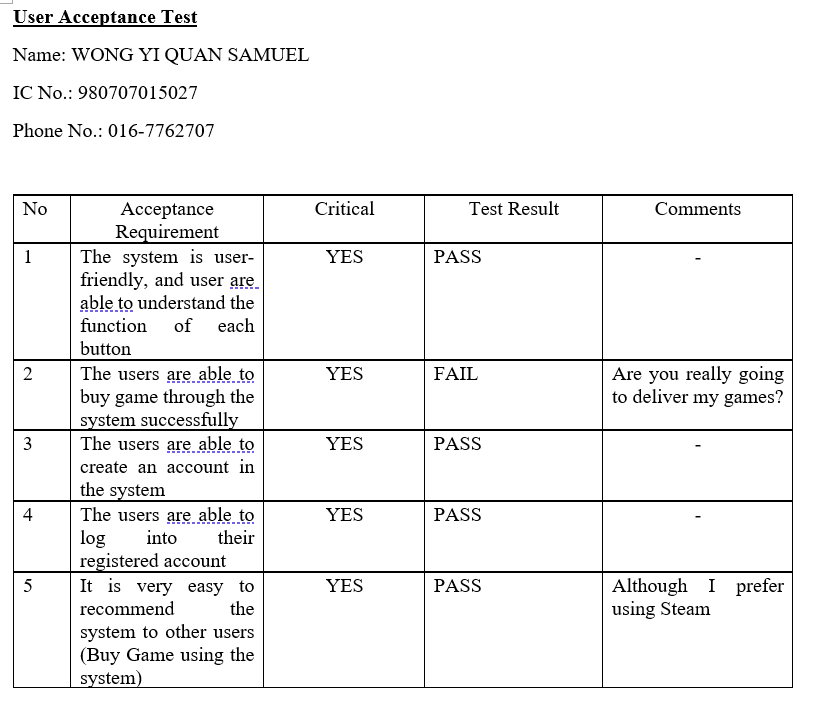 User Acceptance Test
Name: WONG YI QUAN SAMUEL
IC No.: 980707015027
Phone No.: 016-7762707
No Acceptance Requirement Critical Test Result Comments
1 The system is user-
friendly, and user are
able to understand the
function of each
button YES PASS -
2 The users are able to
buy game through the
system successfully YES FAIL Are you really going
to deliver my games?
3 The users are able to
create an account in
the system YES PASS -
4 The users are able to
log into their
registered account YES PASS -
5 It is very easy to
recommend the
system to other users
(Buy Game using the
system) YES PASS Although I prefer
using Steam